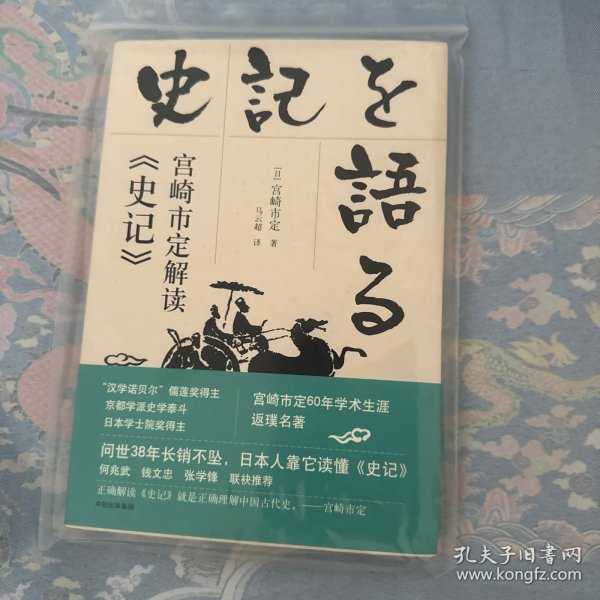 史記を
語る
宫崎市定解读
《史记》
［日］宫崎市定 著
马云超 译
“汉学诺贝尔”儒莲奖得主
京都学派史学泰斗
日本学士院奖得主
宫崎市定60年学术生涯
返璞名著
问世38年长销不坠，日本人靠它读懂《史记》
何兆武 钱文忠 张学锋 联袂推荐
正确解读《史记》就是正确理解中国古代史。——宫崎市定
中信出版集团
孔夫子旧书网
www.kongfz.com